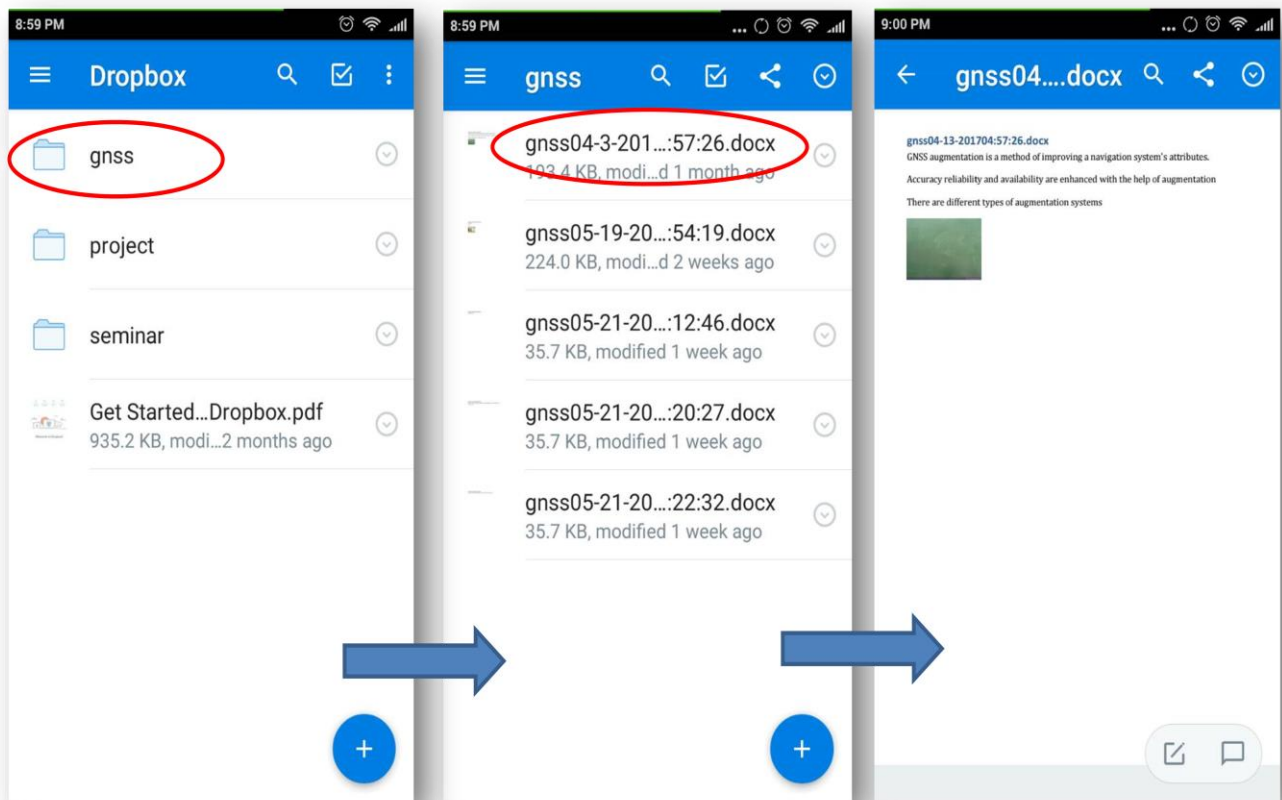 8:59 PM
Dropbox
gnss
project
seminar
Get Started...Dropbox.pdf
935.2 KB, modi...2 months ago
8:59 PM
gnss
gnss04-3-201...:57:26.docx
193.4 KB, modi...d 1 month ago
gnss05-19-20...:54:19.docx
224.0 KB, modi...d 2 weeks ago
gnss05-21-20...:12:46.docx
35.7 KB, modified 1 week ago
gnss05-21-20...:20:27.docx
35.7 KB, modified 1 week ago
gnss05-21-20...:22:32.docx
35.7 KB, modified 1 week ago
9:00 PM
gnss04....docx
gnss04-13-201704:57:26.docx
GNSS augmentation is a method of improving a navigation system's attributes.
Accuracy reliability and availability are enhanced with the help of augmentation
There are different types of augmentation systems